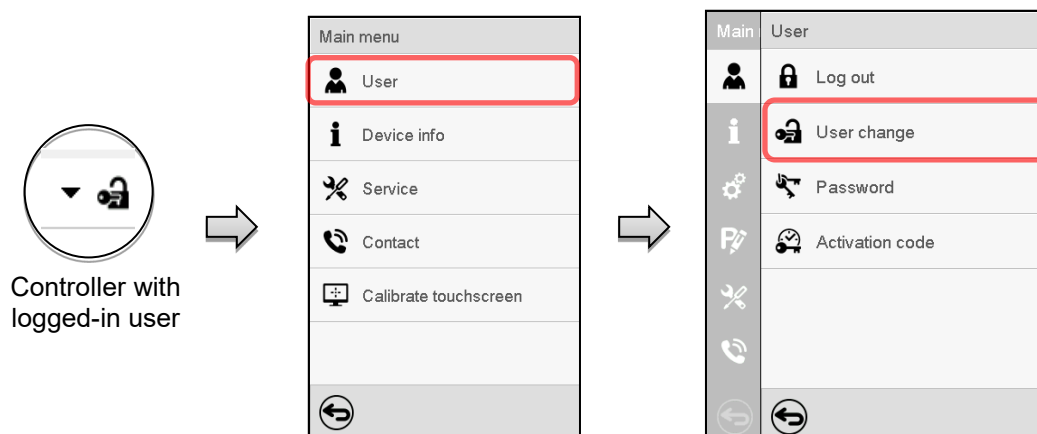 Controller with
logged-in user
Main menu
User
Device info
Service
Contact
Calibrate touchscreen
Main
User
Log out
User change
Password
Activation code